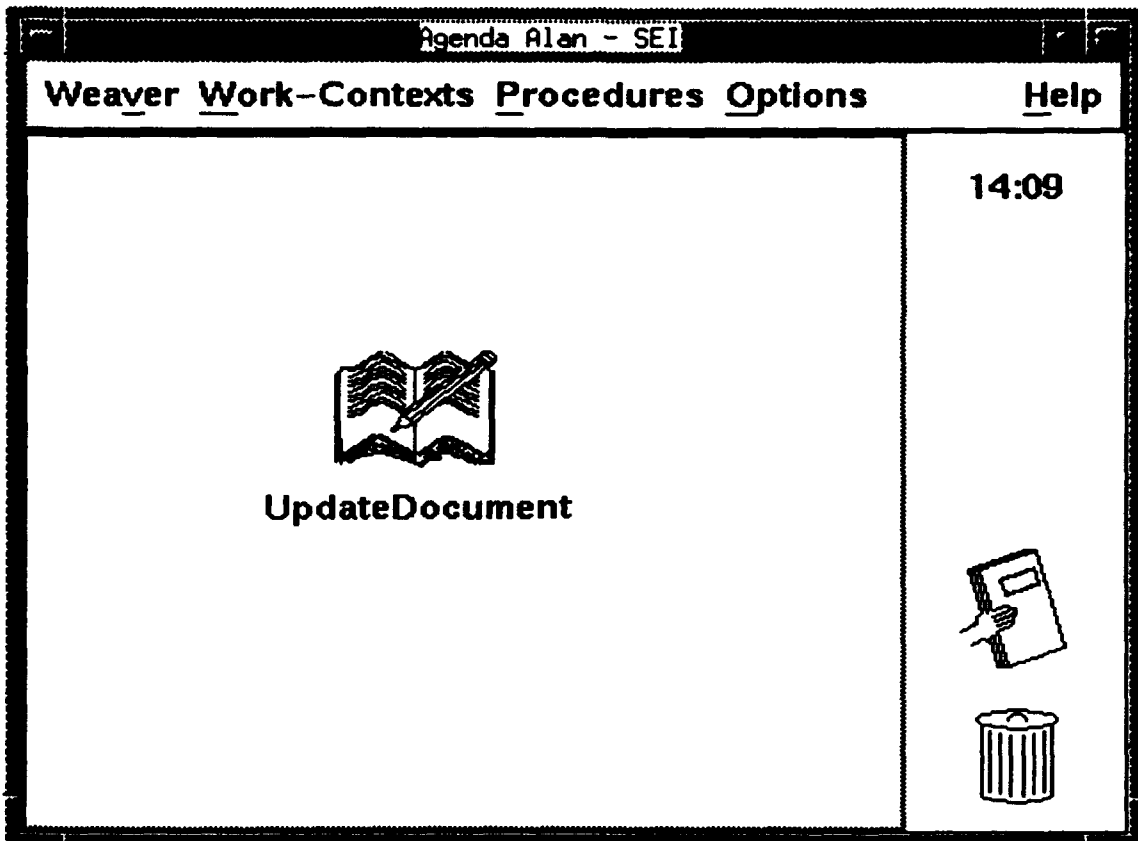 Agenda Alan - SEI
Weaver Work-Contexts Procedures Options Help
14:09
UpdateDocument